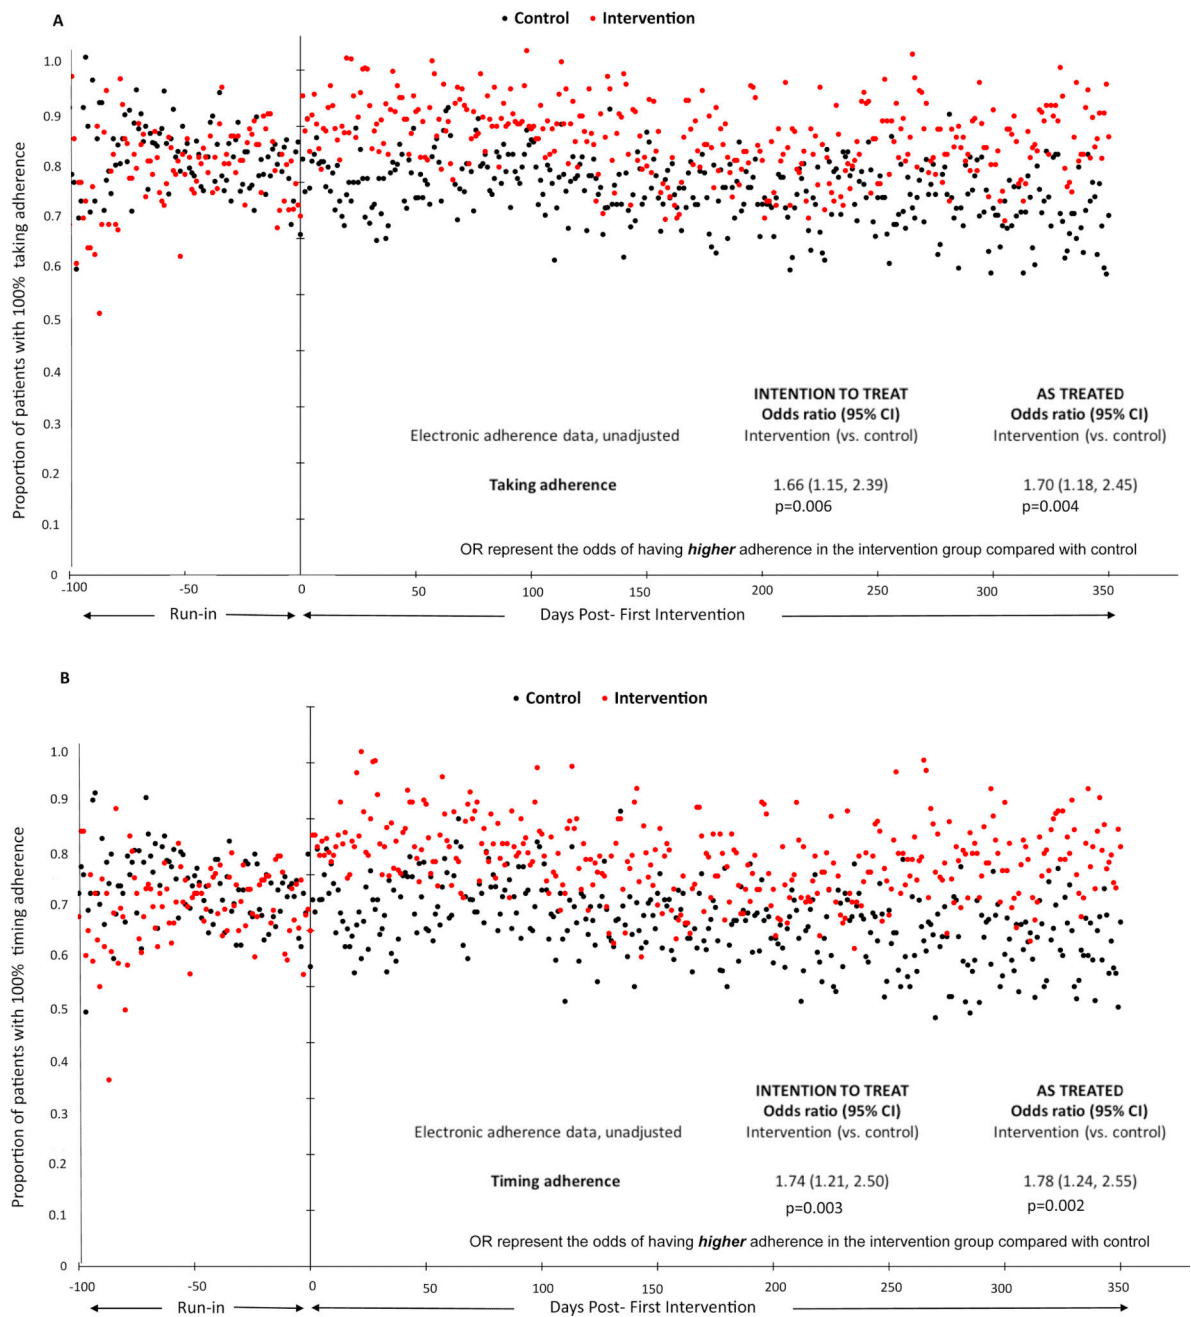 A
• Control • Intervention
Proportion of patients with 100% taking adherence
1.0
0.9
0.8
0.7
0.6
0.5
0.4
0.3
0.2
0.1
0
INTENTION TO TREAT AS TREATED
Odds ratio (95% CI) Odds ratio (95% CI)
Electronic adherence data, unadjusted Intervention (vs. control) Intervention (vs. control)
Taking adherence 1.66 (1.15, 2.39) 1.70 (1.18, 2.45)
p=0.006 p=0.004
OR represent the odds of having higher adherence in the intervention group compared with control
-100 -50 0 50 100 150 200 250 300 350
Run-in Days Post- First Intervention
B
• Control • Intervention
Proportion of patients with 100% timing adherence
1.0
0.9
0.8
0.7
0.6
0.5
0.4
0.3
0.2
0.1
0
INTENTION TO TREAT AS TREATED
Odds ratio (95% CI) Odds ratio (95% CI)
Electronic adherence data, unadjusted Intervention (vs. control) Intervention (vs. control)
Timing adherence 1.74 (1.21, 2.50) 1.78 (1.24, 2.55)
p=0.003 p=0.002
OR represent the odds of having higher adherence in the intervention group compared with control
-100 -50 0 50 100 150 200 250 300 350
Run-in Days Post- First Intervention